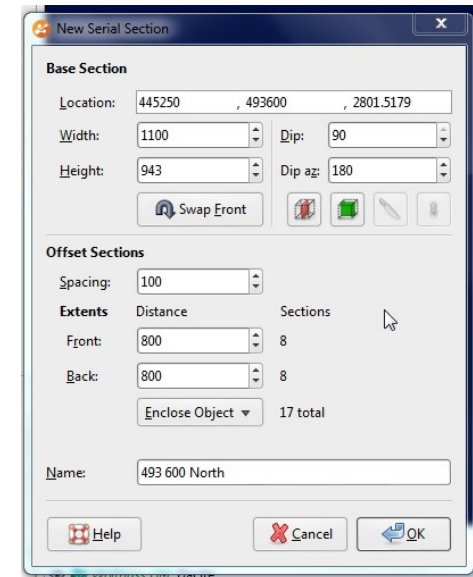 New Serial Section
x
Base Section
Location: 445250 , 493600 , 2801.5179
Width: 1100 Dip: 90
Height: 943 Dip az: 180
Swap Front
Offset Sections
Spacing: 100
Extents Distance Sections
Front: 800 8
Back: 800 8
Enclose Object 17 total
Name: 493 600 North
Help Cancel OK